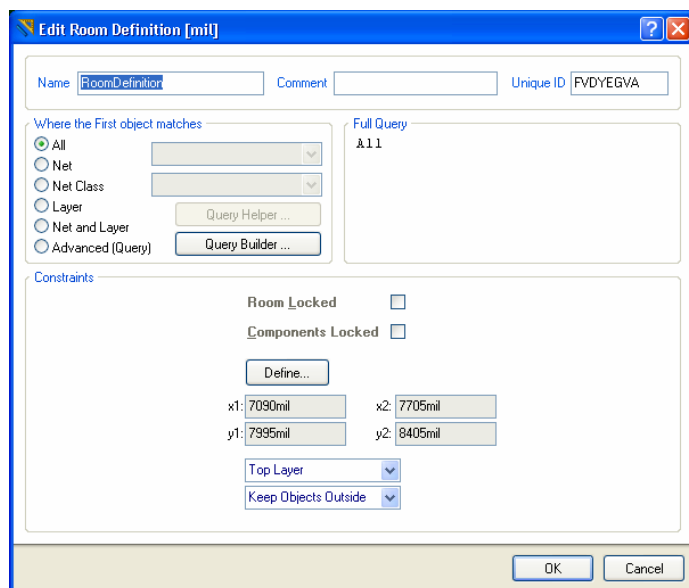 Edit Room Definition [mil]
Name RoomDefinition Comment Unique ID FVDYEGVA
Where the First object matches
All
Net
Net Class
Layer
Net and Layer
Advanced (Query)
Query Helper ...
Query Builder ...
Full Query
All
Constraints
Room Locked
Components Locked
Define...
x1: 7090mil x2: 7705mil
y1: 7995mil y2: 8405mil
Top Layer
Keep Objects Outside
OK Cancel